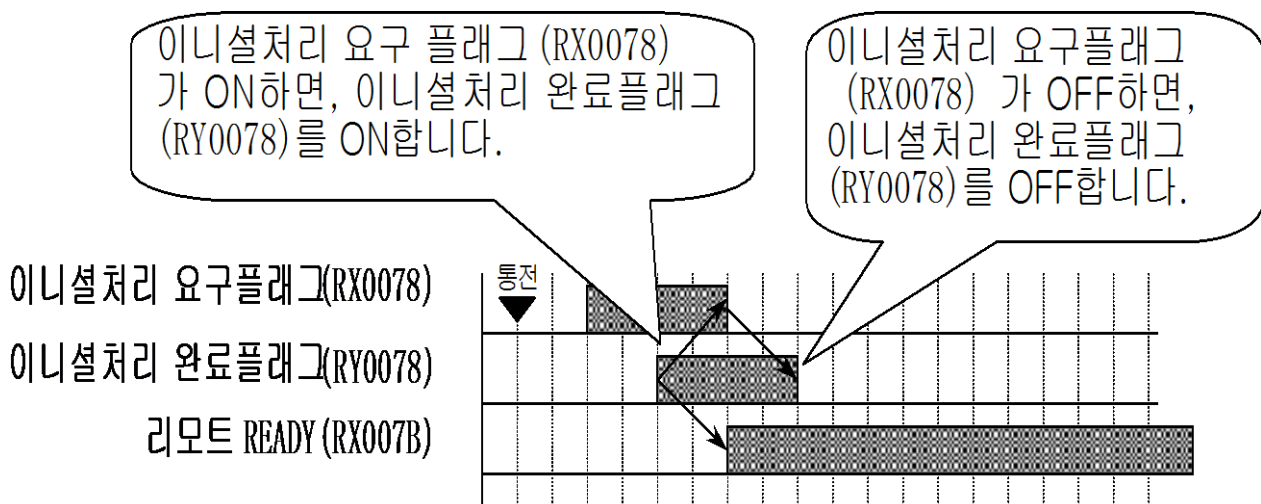 이니셜처리 요구 플래그 (RX0078)
가 ON하면, 이니셜처리 완료플래그
(RY0078)를 ON합니다.
이니셜처리 요구플래그
(RX0078) 가 OFF하면,
이니셜처리 완료플래그
(RY0078)를 OFF합니다.
통전
이니셜처리 요구플래그(RX0078)
이니셜처리 완료플래그(RY0078)
리모트 READY (RX007B)